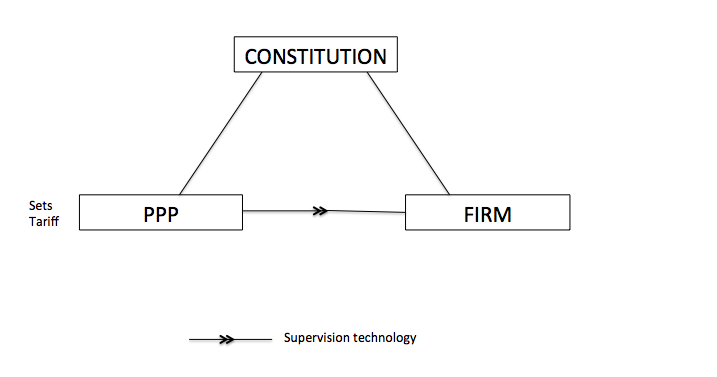 CONSTITUTION
Sets
Tariff
PPP
FIRM
Supervision technology